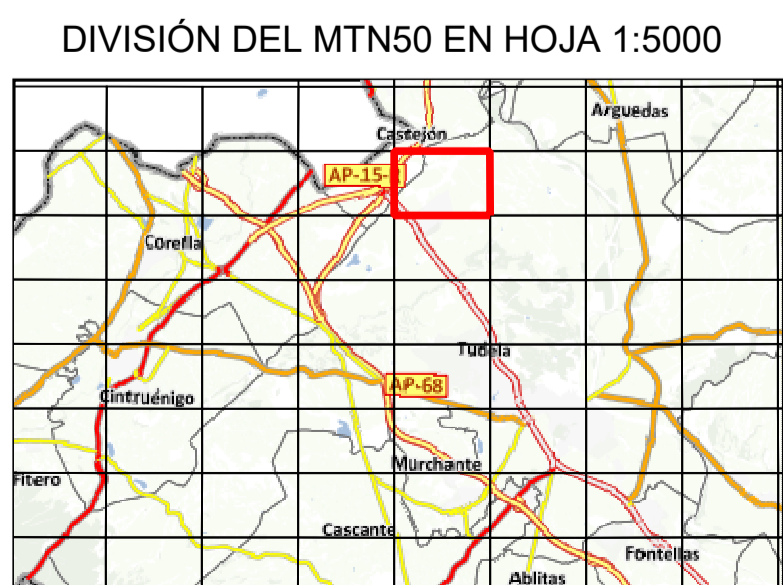 DIVISIÓN DEL MTN50 EN HOJA 1:5000
Arguedas
Castejón
AP-15-
Corella
Tudela
AP-68
Cintruénigo
Murchante
Fitero
Cascante
Fontellas
Ablitas